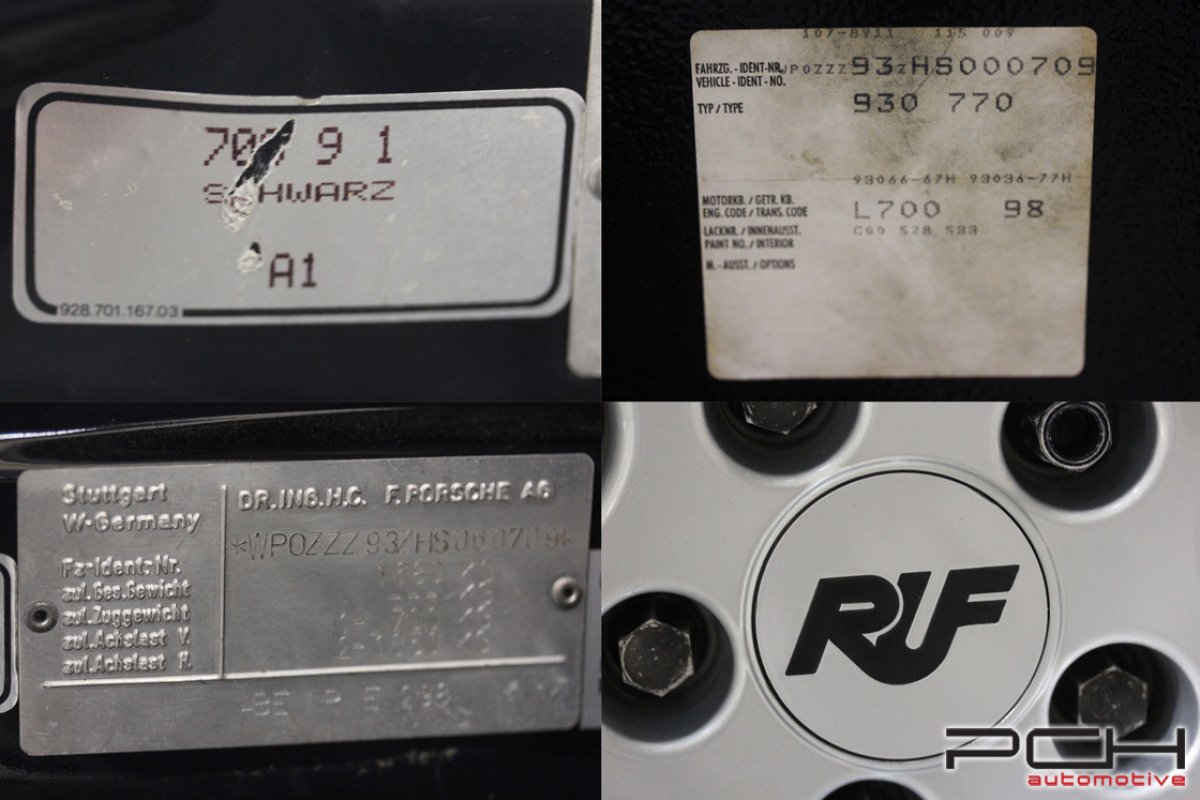 9 1
SCHWARZ
A1
928.701.167.03
107-8911 115 009
FAHRZG. - IDENT-NR. WP0ZZZ93ZHS000709
VEHICLE - IDENT - NO.
TYP / TYPE 930 770
93066-67H 93036-77H
MOTORKB. / GETR. KB.
ENG. CODE / TRANS. CODE L700 98
LACKNR. / INNENAUSST. 528 533
PAINT NO. / INTERIOR
M. - AUSST. / OPTIONS
Stuttgart
W-Germany
DR.ING.H.C. F.PORSCHE AG
*WP0ZZZ93ZHS000709*
Fz-Ident-Nr.
zul.Ges.Gewicht
zul.Zuggewicht
zul.Achslast V.
zul.Achslast H.
RUF
PCH
automotive